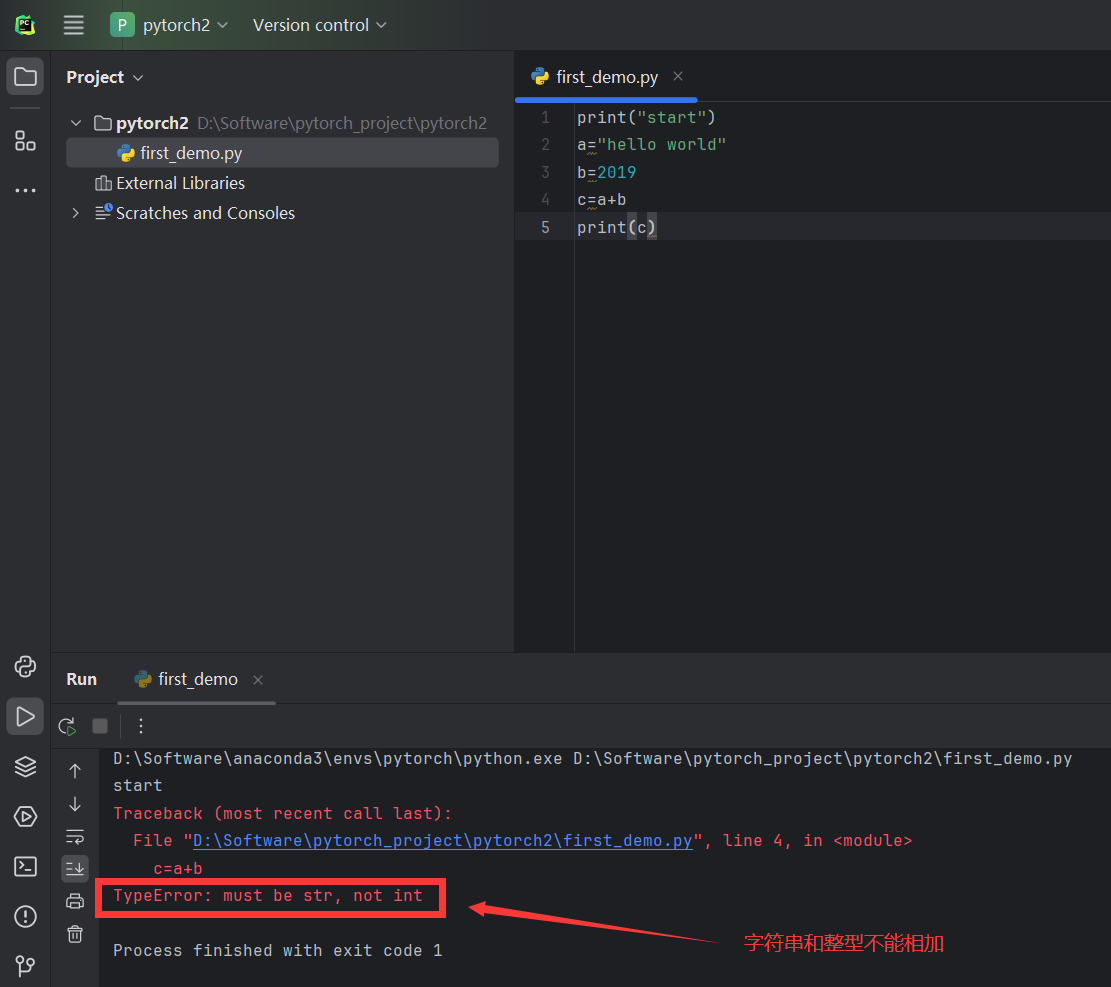 PC
P pytorch2 Version control
Project
first_demo.py
pytorch2 D:\Software\pytorch_project\pytorch2
first_demo.py
External Libraries
Scratches and Consoles
1 print("start")
2 a="hello world"
3 b=2019
4 c=a+b
5 print(c)
Run first_demo
D:\Software\anaconda3\envs\pytorch\python.exe D:\Software\pytorch_project\pytorch2\first_demo.py
start
Traceback (most recent call last):
File "D:\Software\pytorch_project\pytorch2\first_demo.py", line 4, in <module>
c=a+b
TypeError: must be str, not int
字符串和整型不能相加
Process finished with exit code 1